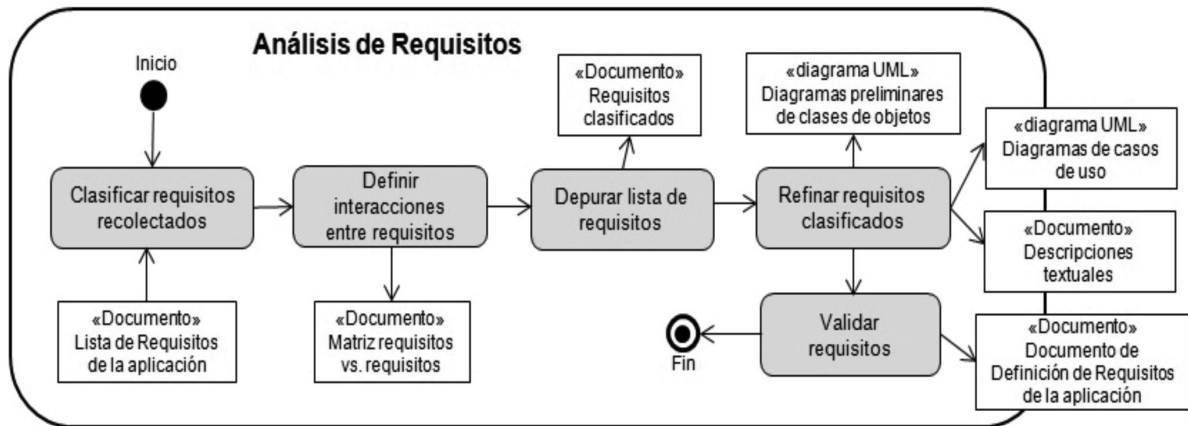 Análisis de Requisitos
Inicio
«Documento»
Requisitos
clasificados
«diagrama UML»
Diagramas preliminares
de clases de objetos
«diagrama UML»
Diagramas de casos
de uso
Clasificar requisitos
recolectados
Definir
interacciones
entre requisitos
Depurar lista de
requisitos
Refinar requisitos
clasificados
«Documento»
Descripciones
textuales
«Documento»
Lista de Requisitos
de la aplicación
«Documento»
Matriz requisitos
vs. requisitos
Fin
Validar
requisitos
«Documento»
Documento de
Definición de Requisitos
de la aplicación